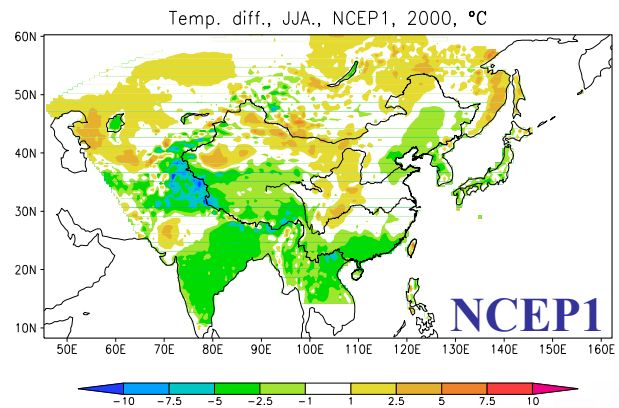 Temp. diff., JJA., NCEP1, 2000, °C
60N
50N
40N
30N
20N
10N
NCEP1
50E 60E 70E 80E 90E 100E 110E 120E 130E 140E 150E 160E
-10 -7.5 -5 -2.5 -1 1 2.5 5 7.5 10